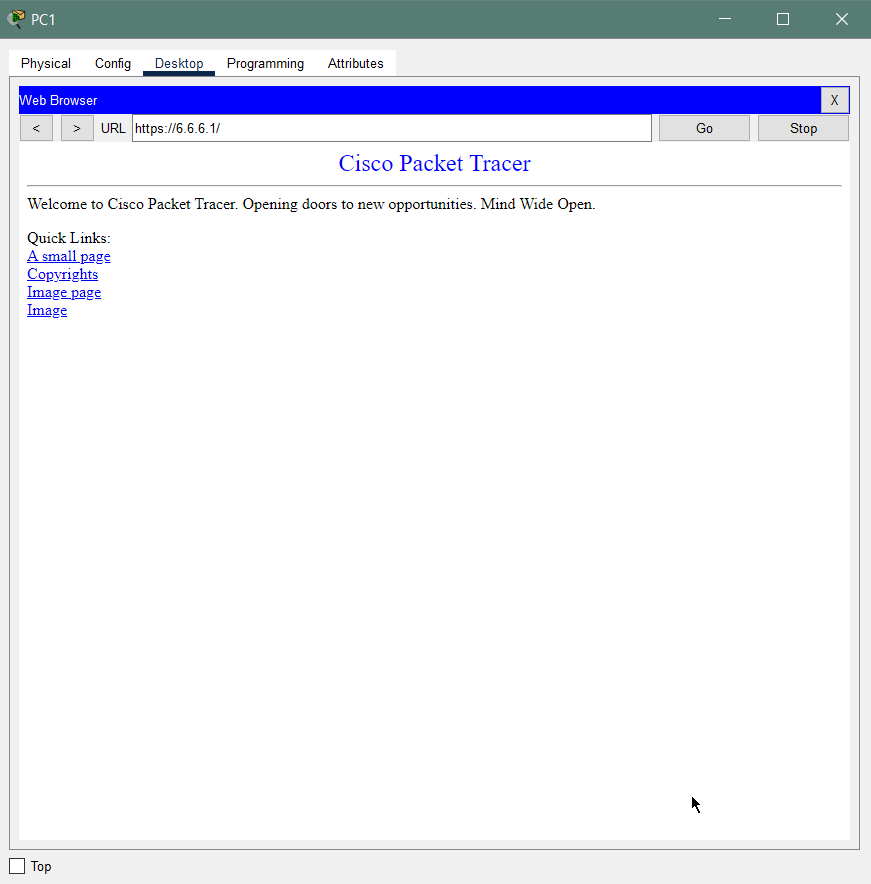 PC1
Physical Config Desktop Programming Attributes
Web Browser X
< > URL https://6.6.6.1/ Go Stop
Cisco Packet Tracer
Welcome to Cisco Packet Tracer. Opening doors to new opportunities. Mind Wide Open.
Quick Links:
A small page
Copyrights
Image page
Image
Top